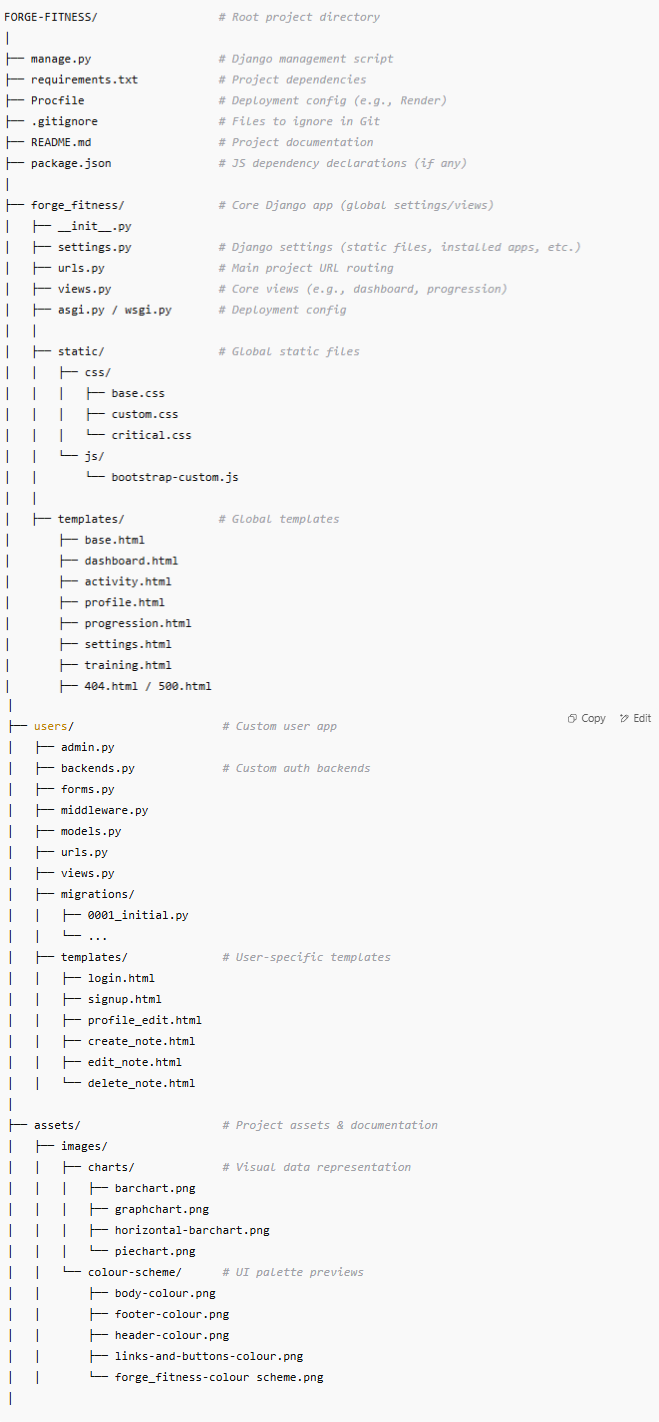 FORGE-FITNESS/                  # Root project directory
│
├── manage.py                   # Django management script
├── requirements.txt            # Project dependencies
├── Procfile                    # Deployment config (e.g., Render)
├── .gitignore                  # Files to ignore in Git
├── README.md                   # Project documentation
├── package.json                # JS dependency declarations (if any)
│
├── forge_fitness/              # Core Django app (global settings/views)
│   ├── __init__.py
│   ├── settings.py             # Django settings (static files, installed apps, etc.)
│   ├── urls.py                 # Main project URL routing
│   ├── views.py                # Core views (e.g., dashboard, progression)
│   ├── asgi.py / wsgi.py       # Deployment config
│   │
│   ├── static/                 # Global static files
│   │   ├── css/
│   │   │   ├── base.css
│   │   │   ├── custom.css
│   │   │   └── critical.css
│   │   └── js/
│   │       └── bootstrap-custom.js
│   │
│   ├── templates/              # Global templates
│       ├── base.html
│       ├── dashboard.html
│       ├── activity.html
│       ├── profile.html
│       ├── progression.html
│       ├── settings.html
│       ├── training.html
│       ├── 404.html / 500.html
│
Copy Edit
├── users/                      # Custom user app
│   ├── admin.py
│   ├── backends.py             # Custom auth backends
│   ├── forms.py
│   ├── middleware.py
│   ├── models.py
│   ├── urls.py
│   ├── views.py
│   ├── migrations/
│   │   ├── 0001_initial.py
│   │   └── ...
│   ├── templates/              # User-specific templates
│   │   ├── login.html
│   │   ├── signup.html
│   │   ├── profile_edit.html
│   │   ├── create_note.html
│   │   ├── edit_note.html
│   │   └── delete_note.html
│
├── assets/                     # Project assets & documentation
│   ├── images/
│   │   ├── charts/             # Visual data representation
│   │   │   ├── barchart.png
│   │   │   ├── graphchart.png
│   │   │   ├── horizontal-barchart.png
│   │   │   └── piechart.png
│   │   └── colour-scheme/      # UI palette previews
│   │       ├── body-colour.png
│   │       ├── footer-colour.png
│   │       ├── header-colour.png
│   │       ├── links-and-buttons-colour.png
│   │       └── forge_fitness-colour scheme.png
│